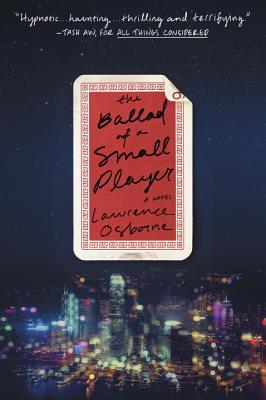 "Hypnotic...haunting...thrilling and terrifying."
—TASH AW, for ALL THINGS CONSIDERED
the
Ballad
of a
Small
Player
A NOVEL
Lawrence
Osborne